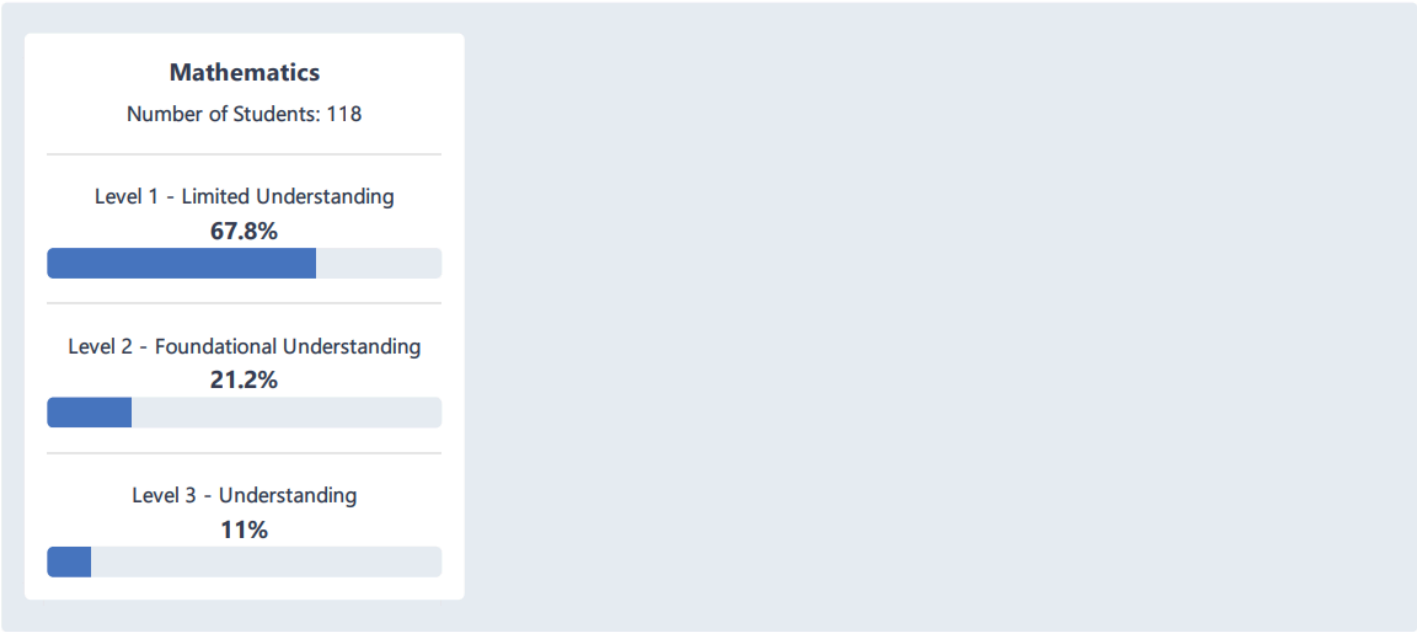 Mathematics
Number of Students: 118
Level 1 - Limited Understanding
67.8%
Level 2 - Foundational Understanding
21.2%
Level 3 - Understanding
11%